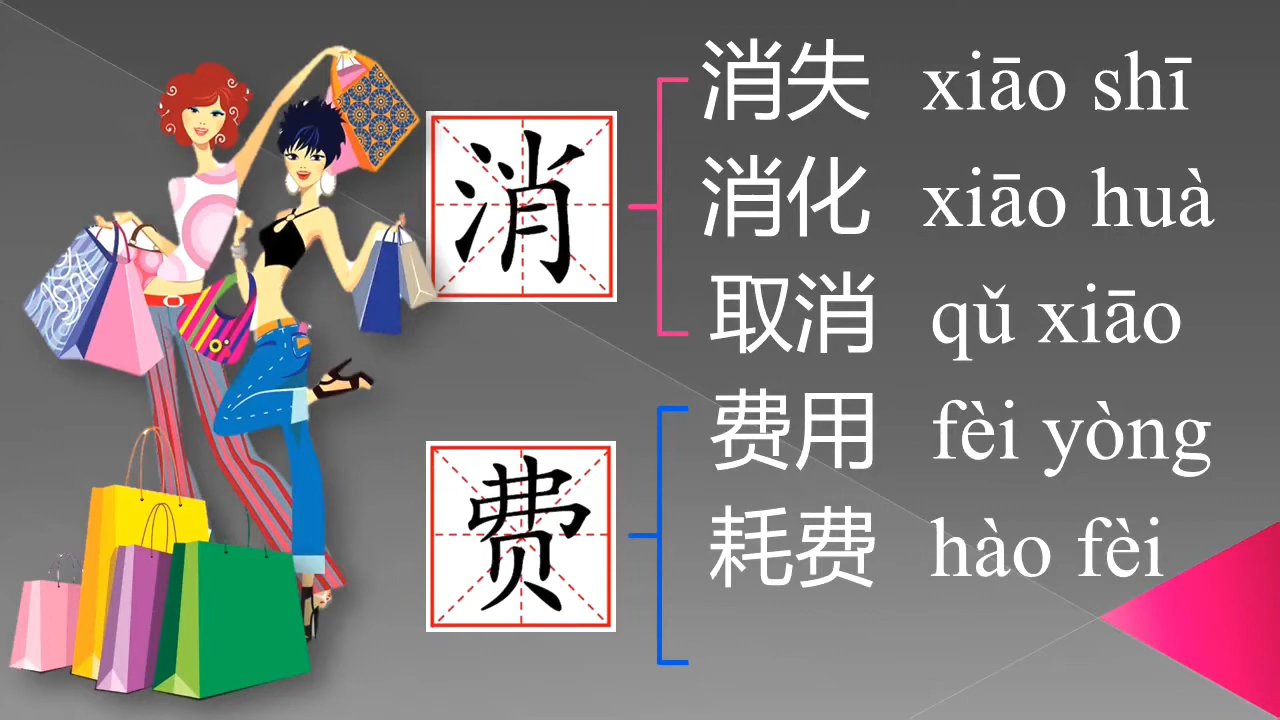 消
消失 xiāo shī
消化 xiāo huà
取消 qǔ xiāo
费
费用 fèi yòng
耗费 hào fèi